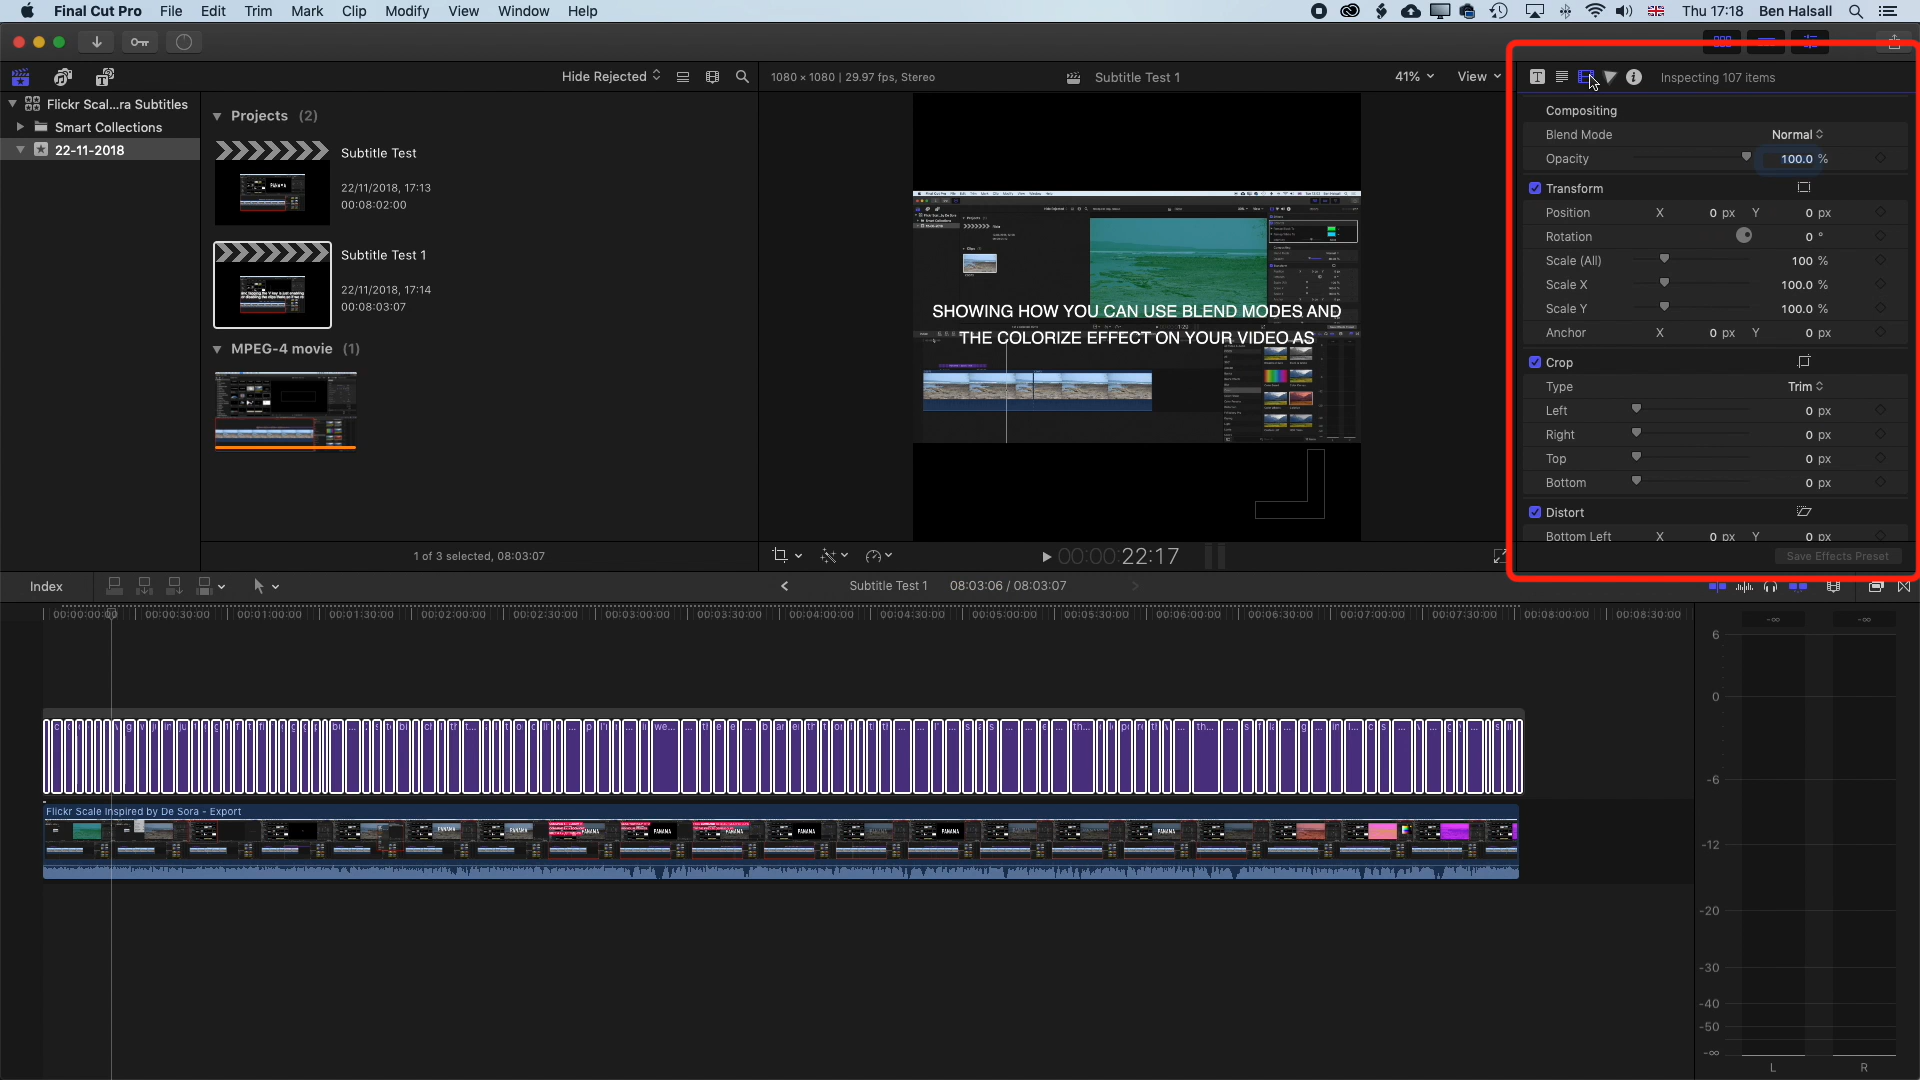 Final Cut Pro File Edit Trim Mark Clip Modify View Window Help
Thu 17:18 Ben Halsall
Hide Rejected
1080 × 1080 | 29.97 fps, Stereo
Subtitle Test 1
41%
View
Inspecting 107 items
Flickr Scal...ra Subtitles
Smart Collections
22-11-2018
Projects (2)
Subtitle Test
22/11/2018, 17:13
00:08:02:00
Subtitle Test 1
22/11/2018, 17:14
00:08:03:07
MPEG-4 movie (1)
1 of 3 selected, 08:03:07
SHOWING HOW YOU CAN USE BLEND MODES AND
THE COLORIZE EFFECT ON YOUR VIDEO AS
00:00:22:17
Compositing
Blend Mode Normal
Opacity 100.0 %
Transform
Position X 0 px Y 0 px
Rotation 0 °
Scale (All) 100 %
Scale X 100.0 %
Scale Y 100.0 %
Anchor X 0 px Y 0 px
Crop
Type Trim
Left 0 px
Right 0 px
Top 0 px
Bottom 0 px
Distort
Bottom Left X 0 px Y 0 px
Save Effects Preset
Index
Subtitle Test 1 08:03:06 / 08:03:07
00:00:00:00 00:00:30:00 00:01:00:00 00:01:30:00 00:02:00:00 00:02:30:00 00:03:00:00 00:03:30:00 00:04:00:00 00:04:30:00 00:05:00:00 00:05:30:00 00:06:00:00 00:06:30:00 00:07:00:00 00:07:30:00 00:08:00:00 00:08:30:00
Flickr Scale Inspired by De Sora - Export
-∞ -∞
6
0
-6
-12
-20
-30
-40
-50
-∞
L R